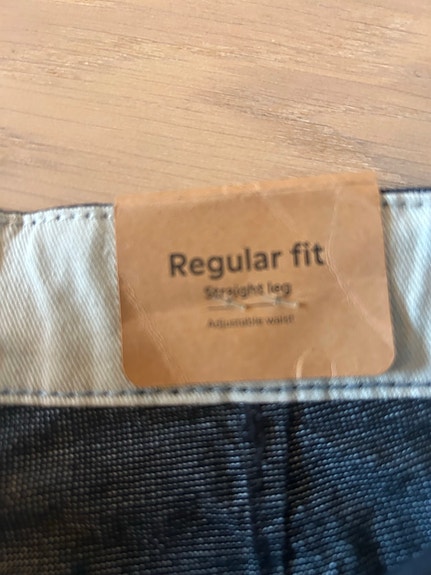 Regular fit
Straight leg
Adjustable waist